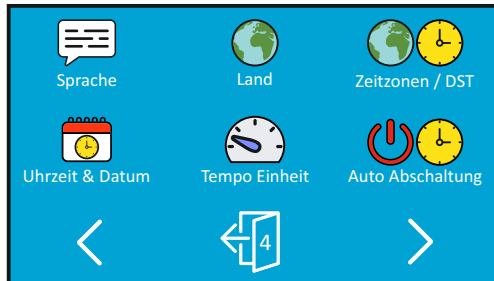 Sprache
Land
Zeitzonen / DST
Uhrzeit & Datum
Tempo Einheit
Auto Abschaltung
4